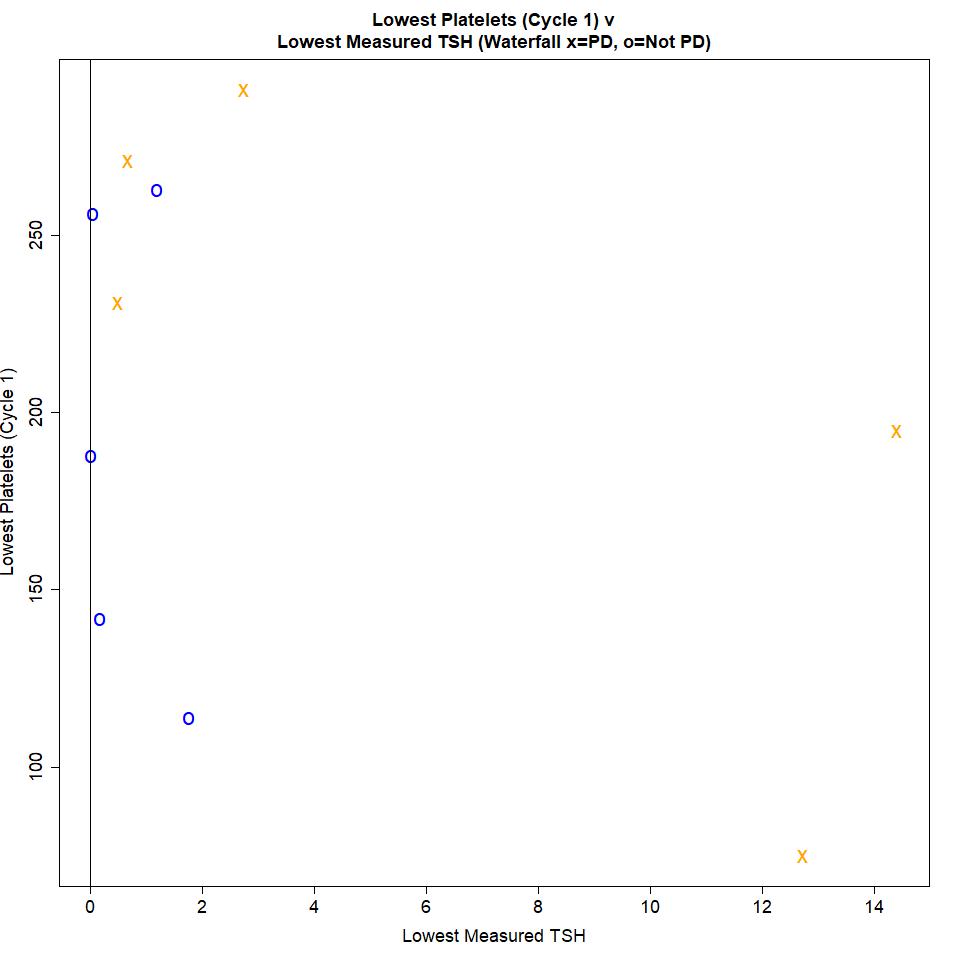 Lowest Platelets (Cycle 1) v
Lowest Measured TSH (Waterfall x=PD, o=Not PD)
X
X
O
O
250
X
Lowest Platelets (Cycle 1)
200
X
O
150
O
O
100
X
0 2 4 6 8 10 12 14
Lowest Measured TSH